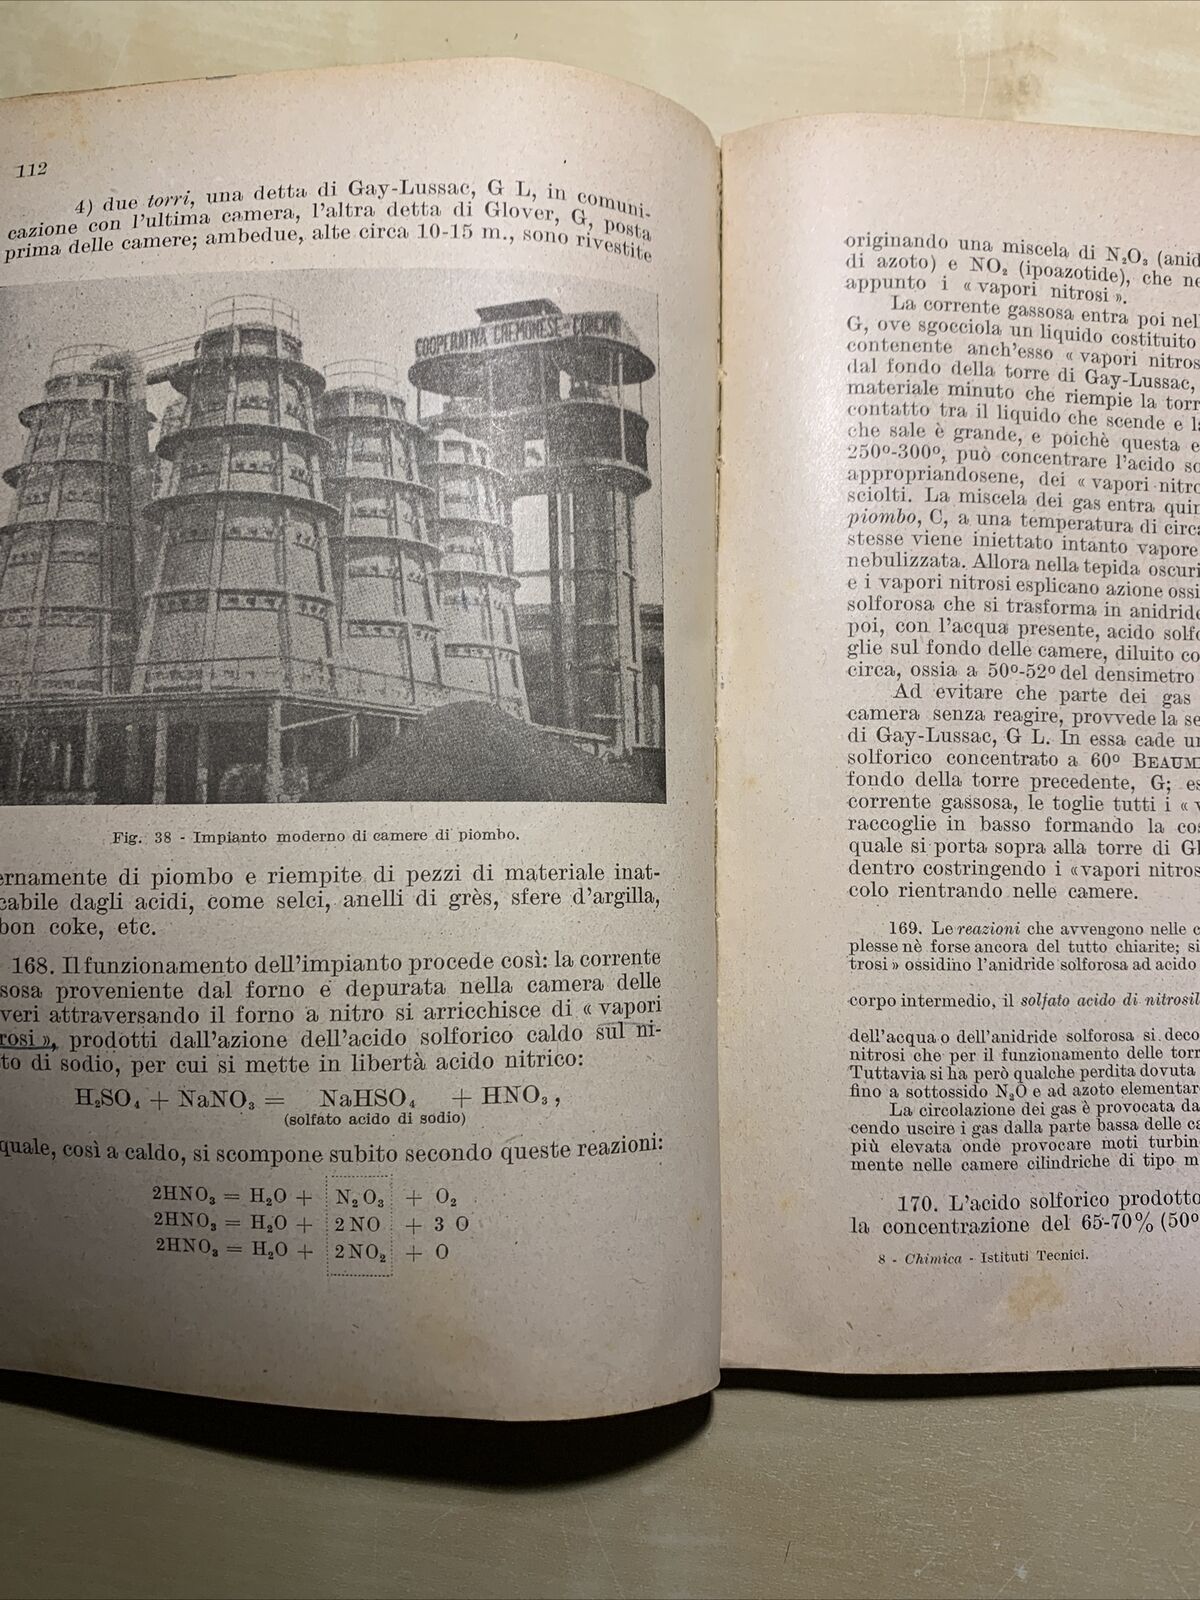 112
4) due torri, una detta di Gay-Lussac, G L, in comuni-
cazione con l'ultima camera, l'altra detta di Glover, G, posta
prima delle camere; ambedue, alte circa 10-15 m., sono rivestite
COOPERATIVA CREMONESE - CONCIMI
Fig. 38 - Impianto moderno di camere di piombo.
ernamente di piombo e riempite di pezzi di materiale inat-
cabile dagli acidi, come selci, anelli di grès, sfere d'argilla,
bon coke, etc.
168. Il funzionamento dell'impianto procede così: la corrente
sosa proveniente dal forno e depurata nella camera delle
veri attraversando il forno a nitro si arricchisce di « vapori
rosi », prodotti dall'azione dell'acido solforico caldo sul ni-
to di sodio, per cui si mette in libertà acido nitrico:
H₂SO₄ + NaNO₃ = NaHSO₄ + HNO₃,
(solfato acido di sodio)
quale, così a caldo, si scompone subito secondo queste reazioni:
2HNO₃ = H₂O + N₂O₃ + O₂
2HNO₃ = H₂O + 2NO + 3 O
2HNO₃ = H₂O + 2NO₂ + O
originando una miscela di N₂O₃ (anid
di azoto) e NO₂ (ipoazotide), che ne
appunto i « vapori nitrosi ».
La corrente gassosa entra poi nell
G, ove sgocciola un liquido costituito
contenente anch'esso « vapori nitros
dal fondo della torre di Gay-Lussac,
materiale minuto che riempie la torr
contatto tra il liquido che scende e la
che sale è grande, e poichè questa e
250º-300º, può concentrare l'acido so
appropriandosene, dei « vapori nitro
sciolti. La miscela dei gas entra quin
piombo, C, a una temperatura di circa
stesse viene iniettato intanto vapore
nebulizzata. Allora nella tepida oscuri
e i vapori nitrosi esplicano azione ossi
solforosa che si trasforma in anidride
poi, con l'acqua presente, acido solfo
glie sul fondo delle camere, diluito co
circa, ossia a 50º-52º del densimetro
Ad evitare che parte dei gas
camera senza reagire, provvede la se
di Gay-Lussac, G L. In essa cade un
solforico concentrato a 60º BEAUM
fondo della torre precedente, G; es
corrente gassosa, le toglie tutti i « v
raccoglie in basso formando la cos
quale si porta sopra alla torre di Gl
dentro costringendo i «vapori nitros
colo rientrando nelle camere.
169. Le reazioni che avvengono nelle c
plesse nè forse ancora del tutto chiarite; si
trosi » ossidino l'anidride solforosa ad acido
corpo intermedio, il solfato acido di nitrosil
dell'acqua o dell'anidride solforosa si deco
nitrosi che per il funzionamento delle torr
Tuttavia si ha però qualche perdita dovuta
fino a sottossido N₂O e ad azoto elementar
La circolazione dei gas è provocata da
cendo uscire i gas dalla parte bassa delle ca
più elevata onde provocare moti turbin
mente nelle camere cilindriche di tipo m
170. L'acido solforico prodotto
la concentrazione del 65-70% (50º
8 - Chimica - Istituti Tecnici.